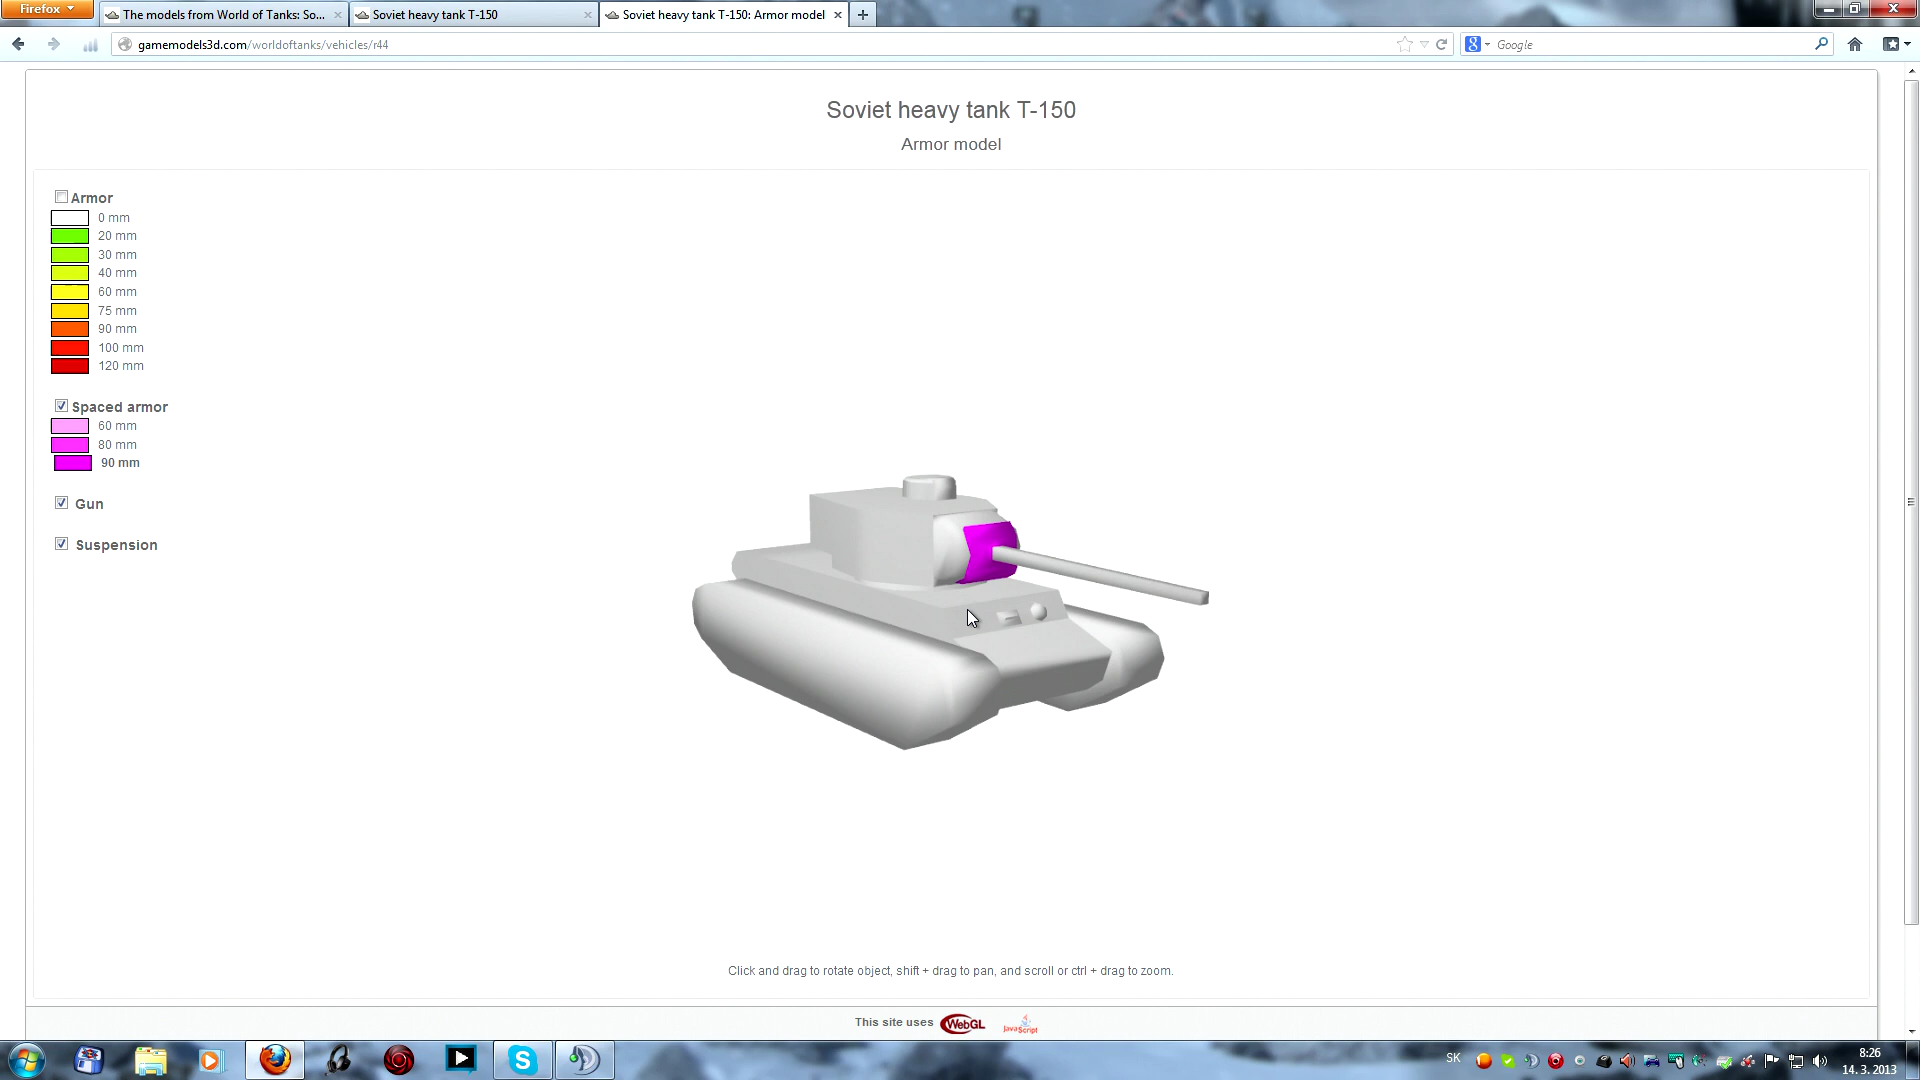 Firefox
The models from World of Tanks: So...
Soviet heavy tank T-150
Soviet heavy tank T-150: Armor model
gamemodels3d.com/worldoftanks/vehicles/r44
Google
Soviet heavy tank T-150
Armor model
Armor
0 mm
20 mm
30 mm
40 mm
60 mm
75 mm
90 mm
100 mm
120 mm
Spaced armor
60 mm
80 mm
90 mm
Gun
Suspension
Click and drag to rotate object, shift + drag to pan, and scroll or ctrl + drag to zoom.
This site uses WebGL JavaScript
SK
8:26
14. 3. 2013